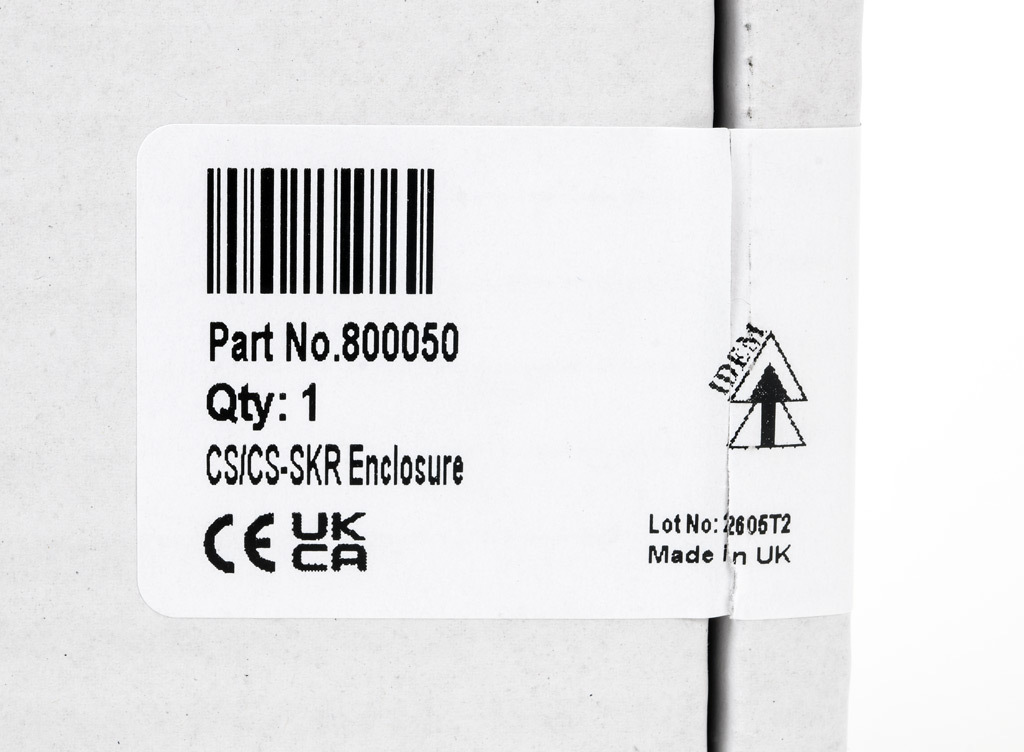 Part No.800050
Qty: 1
CS/CS-SKR Enclosure
CE UK
CA
IDEM
Lot No: 2605T2
Made in UK